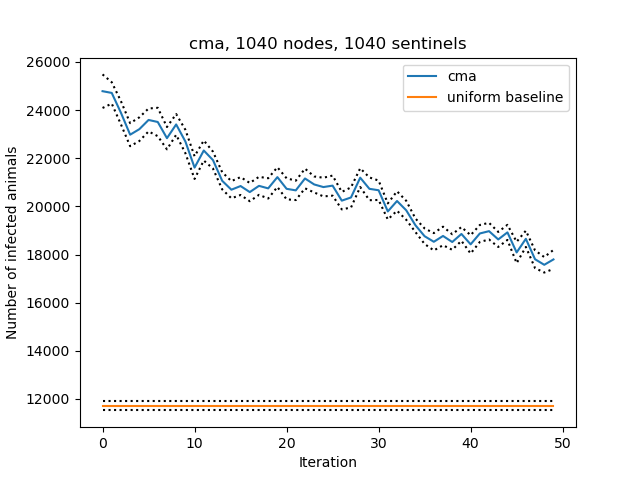 cma, 1040 nodes, 1040 sentinels
cma
uniform baseline
Number of infected animals
26000
24000
22000
20000
18000
16000
14000
12000
0 10 20 30 40 50
Iteration